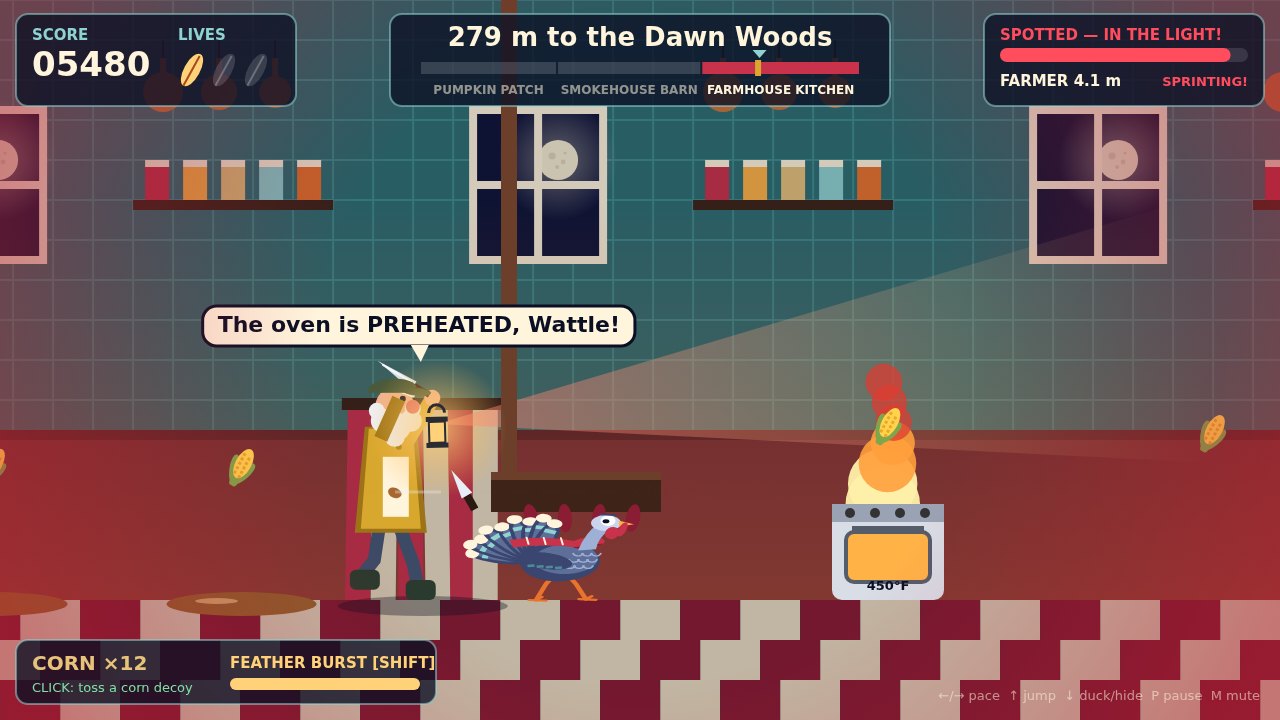 SCORE
LIVES
05480
279 m to the Dawn Woods
PUMPKIN PATCH
SMOKEHOUSE BARN
FARMHOUSE KITCHEN
SPOTTED — IN THE LIGHT!
FARMER 4.1 m
SPRINTING!
The oven is PREHEATED, Wattle!
450°F
CORN ×12
FEATHER BURST [SHIFT]
CLICK: toss a corn decoy
←/→ pace ↑ jump ↓ duck/hide P pause M mute